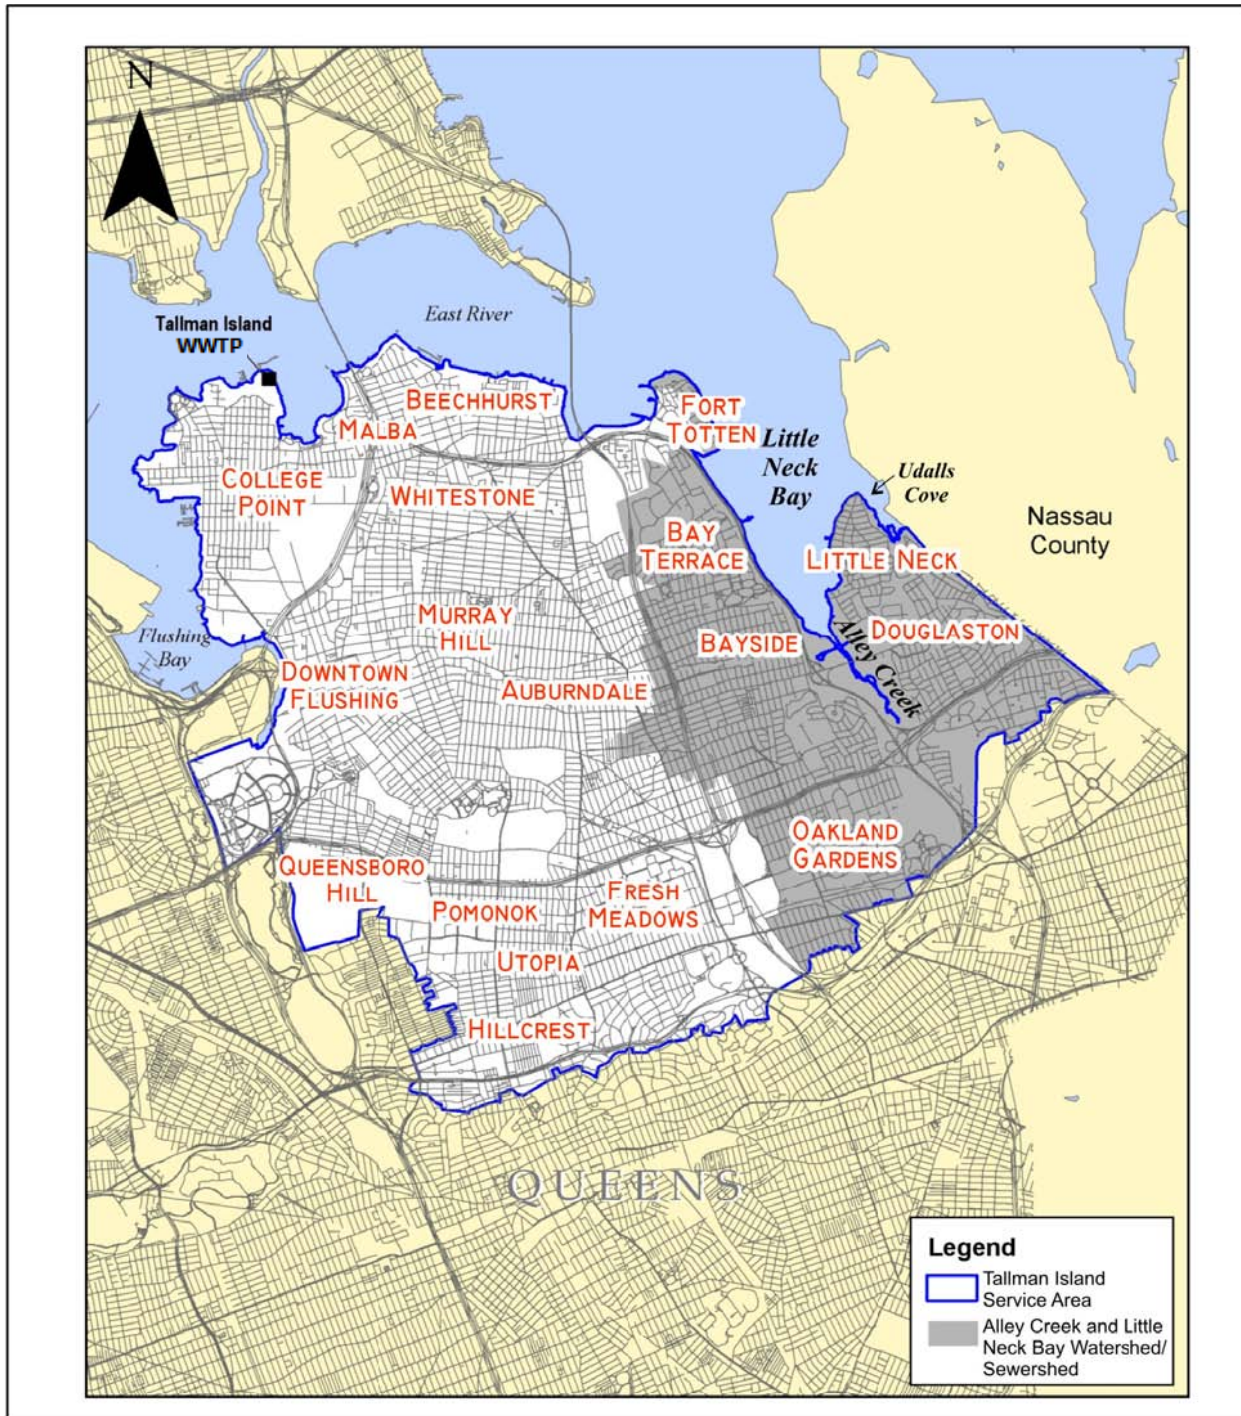 N
East River
Tallman Island
WWTP
BEECHHURST
FORT
TOTTEN
MALBA
Little
Neck
Bay
Udalls
Cove
COLLEGE
POINT
WHITESTONE
Nassau
County
BAY
TERRACE
LITTLE NECK
MURRAY
HILL
Flushing
Bay
BAYSIDE
DOUGLASTON
Alley Creek
DOWNTOWN
FLUSHING
AUBURNDALE
OAKLAND
GARDENS
QUEENSBORO
HILL
FRESH
MEADOWS
POMONOK
UTOPIA
HILLCREST
QUEENS
Legend
Tallman Island
Service Area
Alley Creek and Little
Neck Bay Watershed/
Sewershed